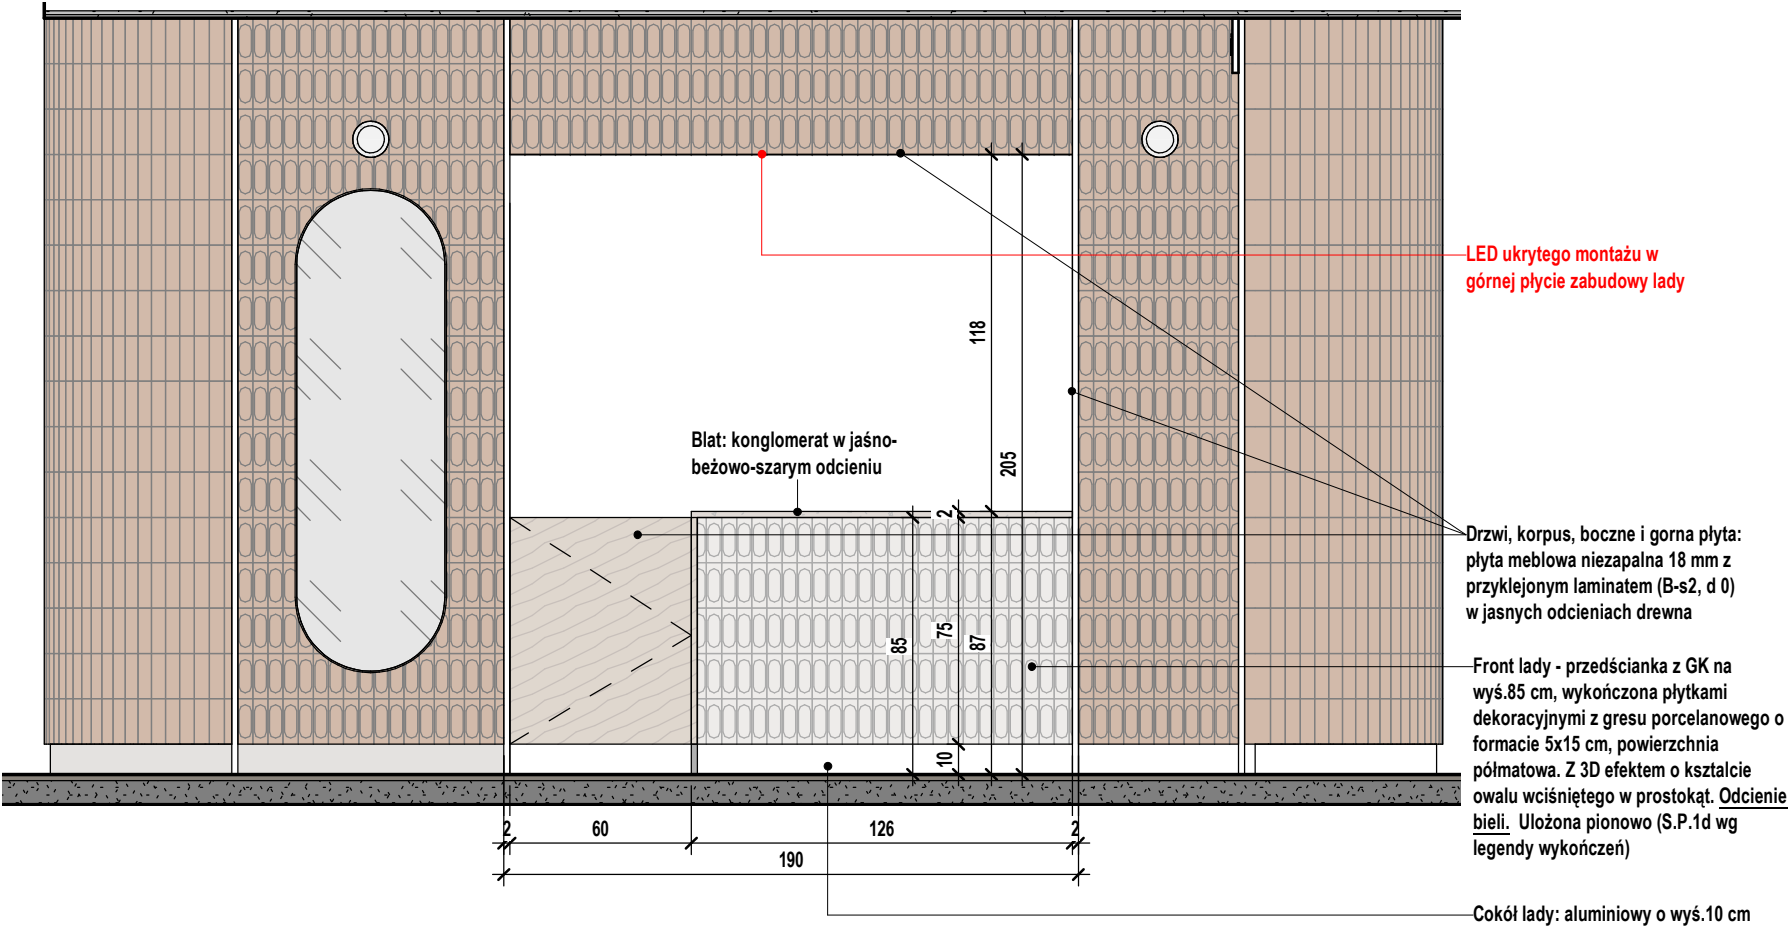 LED ukrytego montażu w
górnej płycie zabudowy lady
118
Blat: konglomerat w jaśno-
beżowo-szarym odcieniu
205
2
Drzwi, korpus, boczne i gorna płyta:
płyta meblowa niezapalna 18 mm z
przyklejonym laminatem (B-s2, d 0)
w jasnych odcieniach drewna
85
75
87
10
Front lady - przedścianka z GK na
wyś.85 cm, wykończona płytkami
dekoracyjnymi z gresu porcelanowego o
formacie 5x15 cm, powierzchnia
półmatowa. Z 3D efektem o ksztalcie
owalu wciśniętego w prostokąt. Odcienie
bieli. Ulożona pionowo (S.P.1d wg
legendy wykończeń)
2 60 126 2
190
Cokół lady: aluminiowy o wyś.10 cm